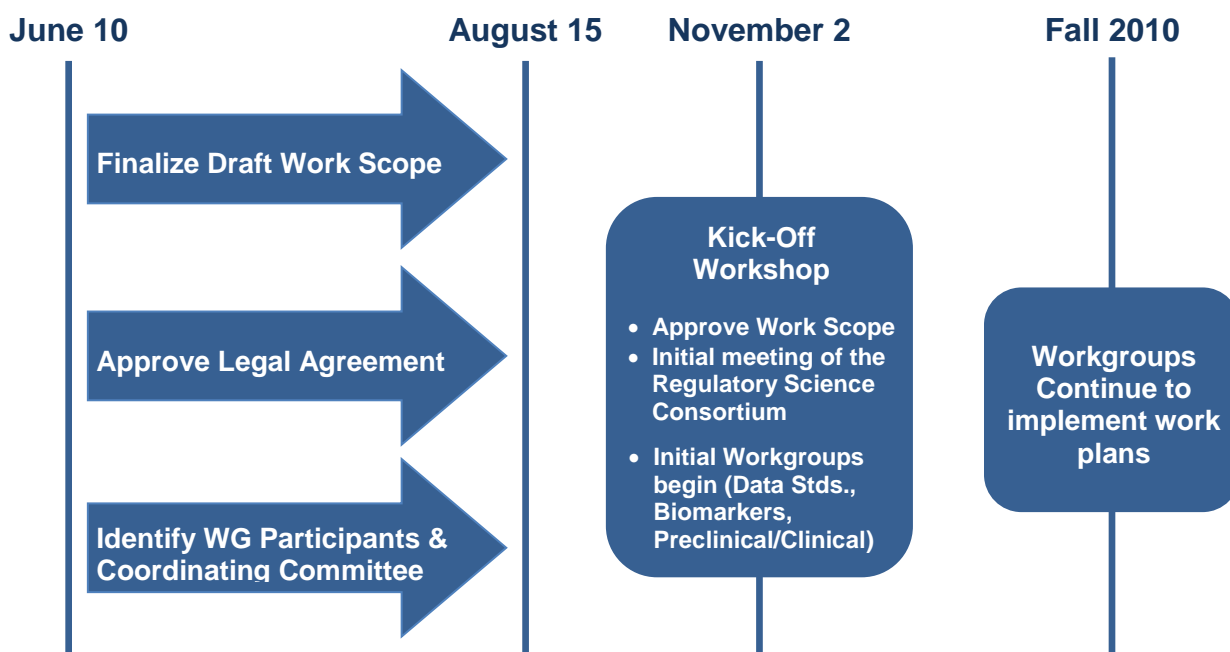 June 10
August 15
November 2
Fall 2010
Finalize Draft Work Scope
Approve Legal Agreement
Identify WG Participants &
Coordinating Committee
Kick-Off
Workshop
• Approve Work Scope
• Initial meeting of the
Regulatory Science
Consortium
• Initial Workgroups
begin (Data Stds.,
Biomarkers,
Preclinical/Clinical)
Workgroups
Continue to
implement work
plans